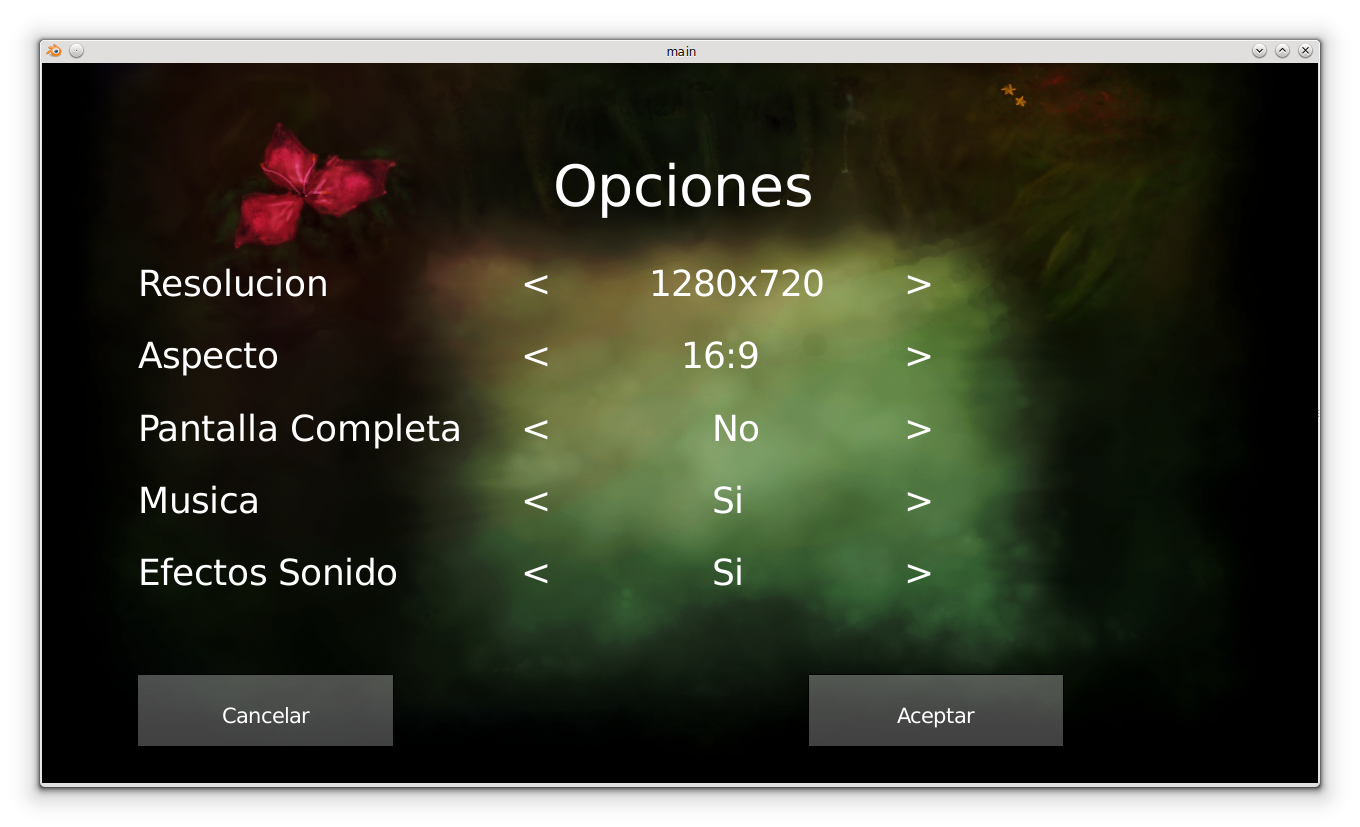 main
Opciones
Resolucion < 1280x720 >
Aspecto < 16:9 >
Pantalla Completa < No >
Musica < Si >
Efectos Sonido < Si >
Cancelar Aceptar